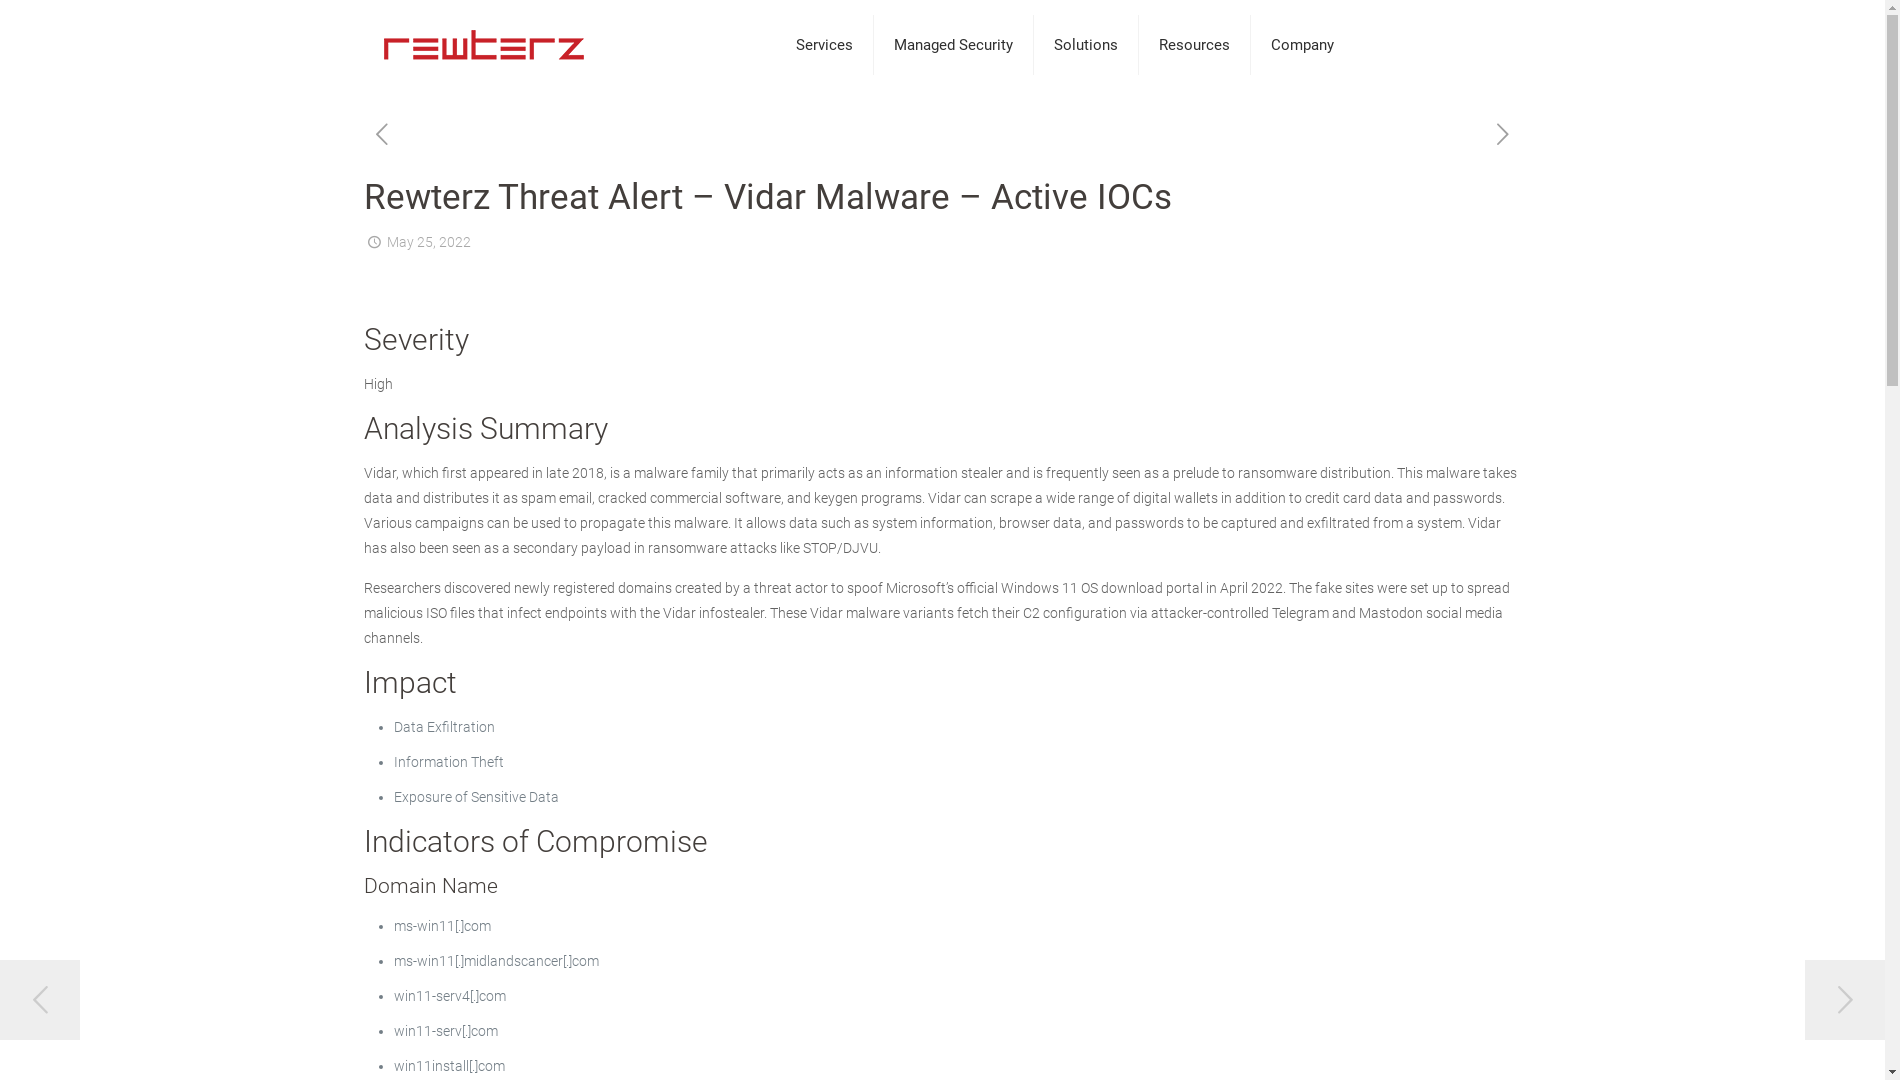 rewterz
Services
Managed Security
Solutions
Resources
Company
Rewterz Threat Alert – Vidar Malware – Active IOCs
May 25, 2022
Severity
High
Analysis Summary
Vidar, which first appeared in late 2018, is a malware family that primarily acts as an information stealer and is frequently seen as a prelude to ransomware distribution. This malware takes
data and distributes it as spam email, cracked commercial software, and keygen programs. Vidar can scrape a wide range of digital wallets in addition to credit card data and passwords.
Various campaigns can be used to propagate this malware. It allows data such as system information, browser data, and passwords to be captured and exfiltrated from a system. Vidar
has also been seen as a secondary payload in ransomware attacks like STOP/DJVU.
Researchers discovered newly registered domains created by a threat actor to spoof Microsoft’s official Windows 11 OS download portal in April 2022. The fake sites were set up to spread
malicious ISO files that infect endpoints with the Vidar infostealer. These Vidar malware variants fetch their C2 configuration via attacker-controlled Telegram and Mastodon social media
channels.
Impact
• Data Exfiltration
• Information Theft
• Exposure of Sensitive Data
Indicators of Compromise
Domain Name
• ms-win11[.]com
• ms-win11[.]midlandscancer[.]com
• win11-serv4[.]com
• win11-serv[.]com
• win11install[.]com